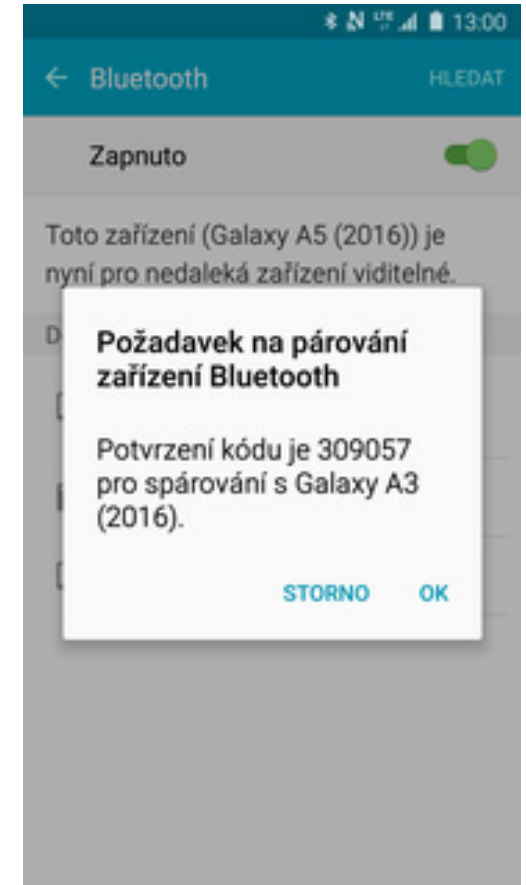 LTE 13:00
Bluetooth HLEDAT
Zapnuto
Toto zařízení (Galaxy A5 (2016)) je
nyní pro nedaleká zařízení viditelné.
D
Požadavek na párování
zařízení Bluetooth
Potvrzení kódu je 309057
pro spárování s Galaxy A3
(2016).
STORNO OK